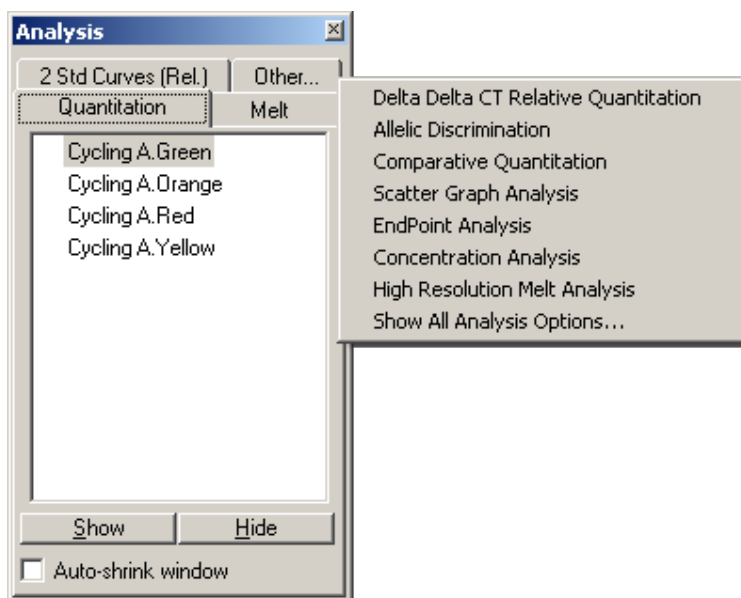 Analysis
2 Std Curves (Rel.) Other...
Quantitation Melt
Cycling A.Green
Cycling A.Orange
Cycling A.Red
Cycling A.Yellow
Show Hide
Auto-shrink window
Delta Delta CT Relative Quantitation
Allelic Discrimination
Comparative Quantitation
Scatter Graph Analysis
EndPoint Analysis
Concentration Analysis
High Resolution Melt Analysis
Show All Analysis Options...